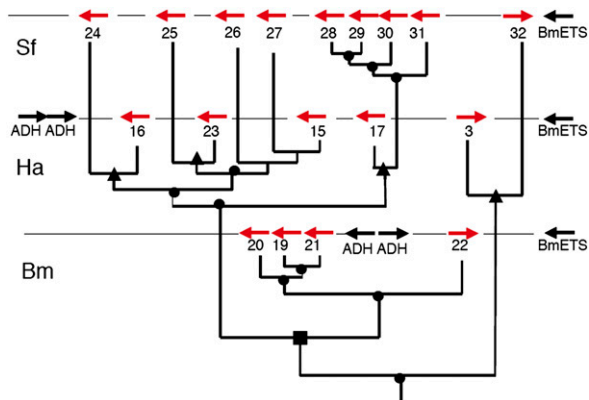 24 25 26 27 28 29 30 31 32 BmETS
Sf
ADH ADH 16 23 15 17 3 BmETS
Ha
20 19 21 ADH ADH 22 BmETS
Bm